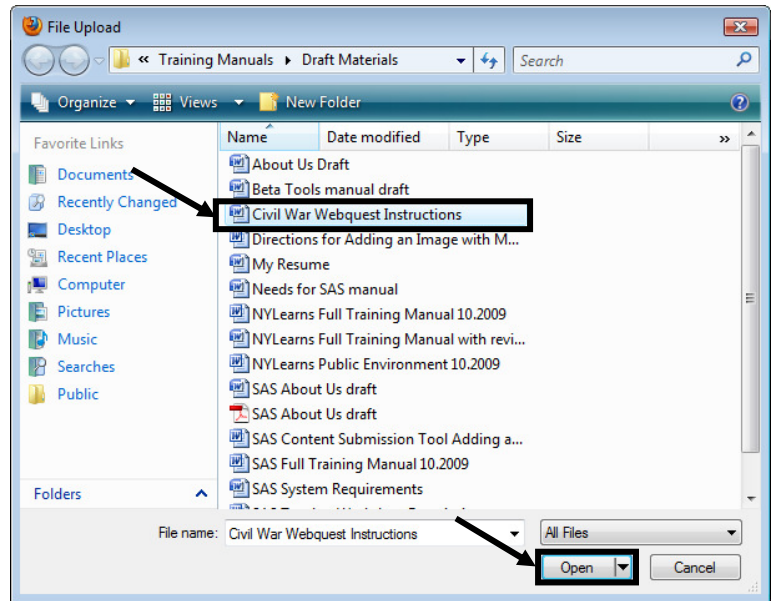 File Upload
« Training Manuals ▸ Draft Materials Search
Organize Views New Folder
Favorite Links
Documents
Recently Changed
Desktop
Recent Places
Computer
Pictures
Music
Searches
Public
Folders
Name Date modified Type Size »
About Us Draft
Beta Tools manual draft
Civil War Webquest Instructions
Directions for Adding an Image with M...
My Resume
Needs for SAS manual
NYLearns Full Training Manual 10.2009
NYLearns Full Training Manual with revi...
NYLearns Public Environment 10.2009
SAS About Us draft
SAS About Us draft
SAS Content Submission Tool Adding a...
SAS Full Training Manual 10.2009
SAS System Requirements
File name: Civil War Webquest Instructions All Files
Open Cancel